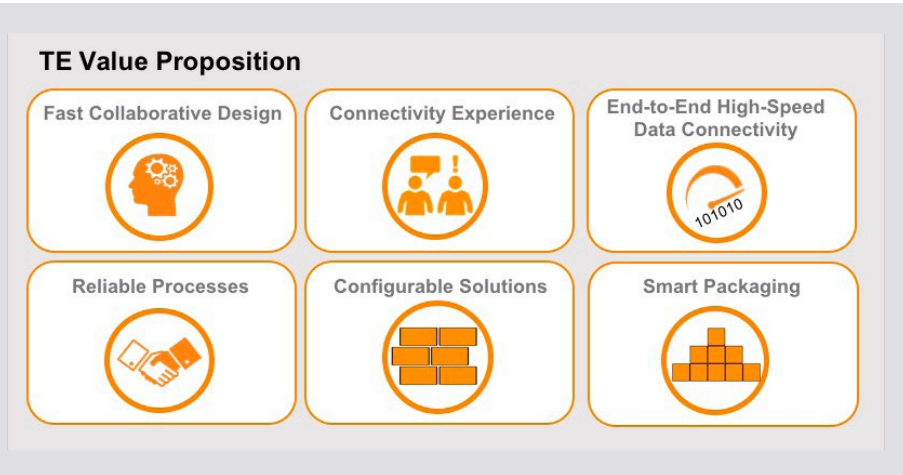 TE Value Proposition
Fast Collaborative Design
Connectivity Experience
End-to-End High-Speed
Data Connectivity
101010
Reliable Processes
Configurable Solutions
Smart Packaging